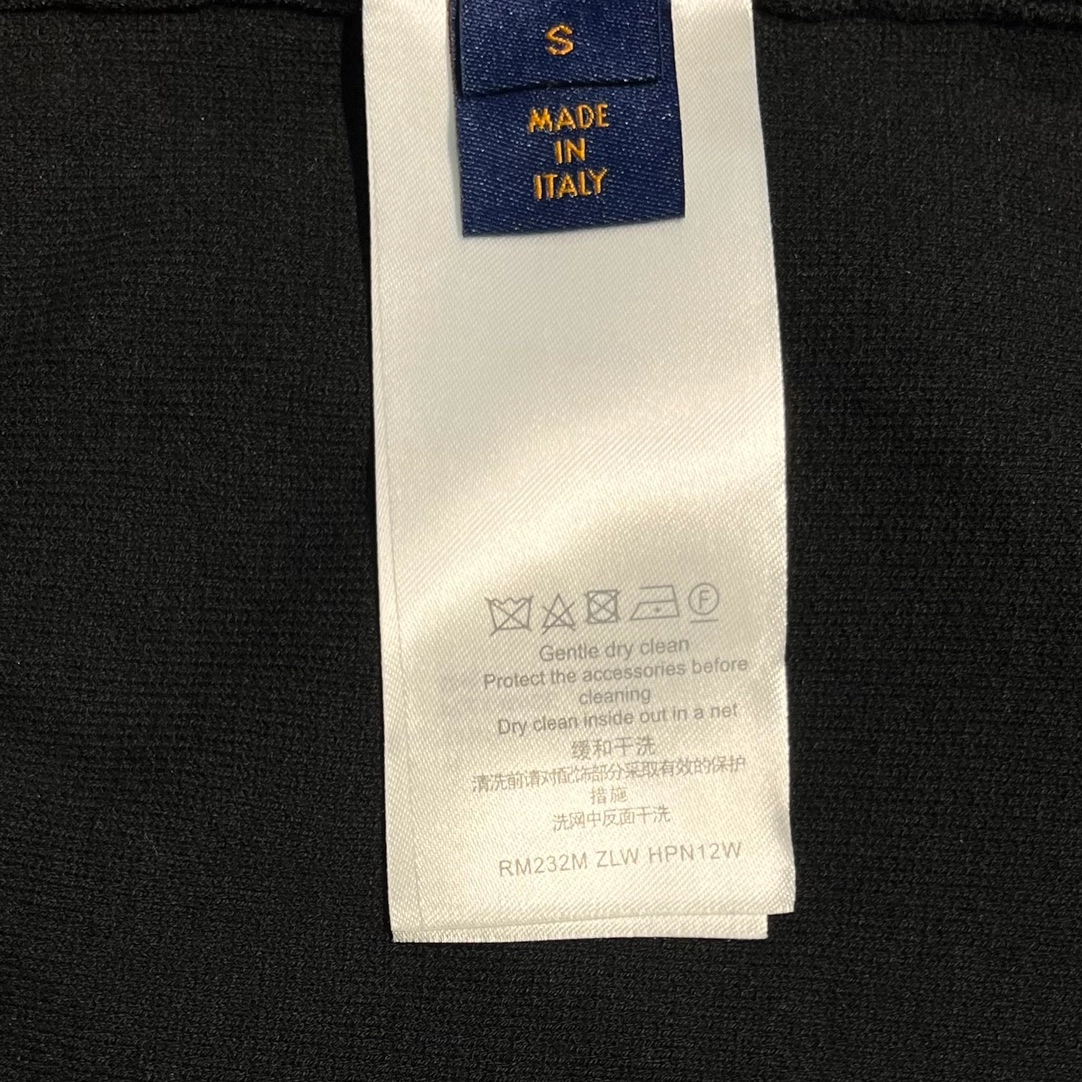 S
MADE
IN
ITALY
F
Gentle dry clean
Protect the accessories before
cleaning
Dry clean inside out in a net
缓和干洗
清洗前请对配饰部分采取有效的保护
措施
洗网中反面干洗
RM232M ZLW HPN12W